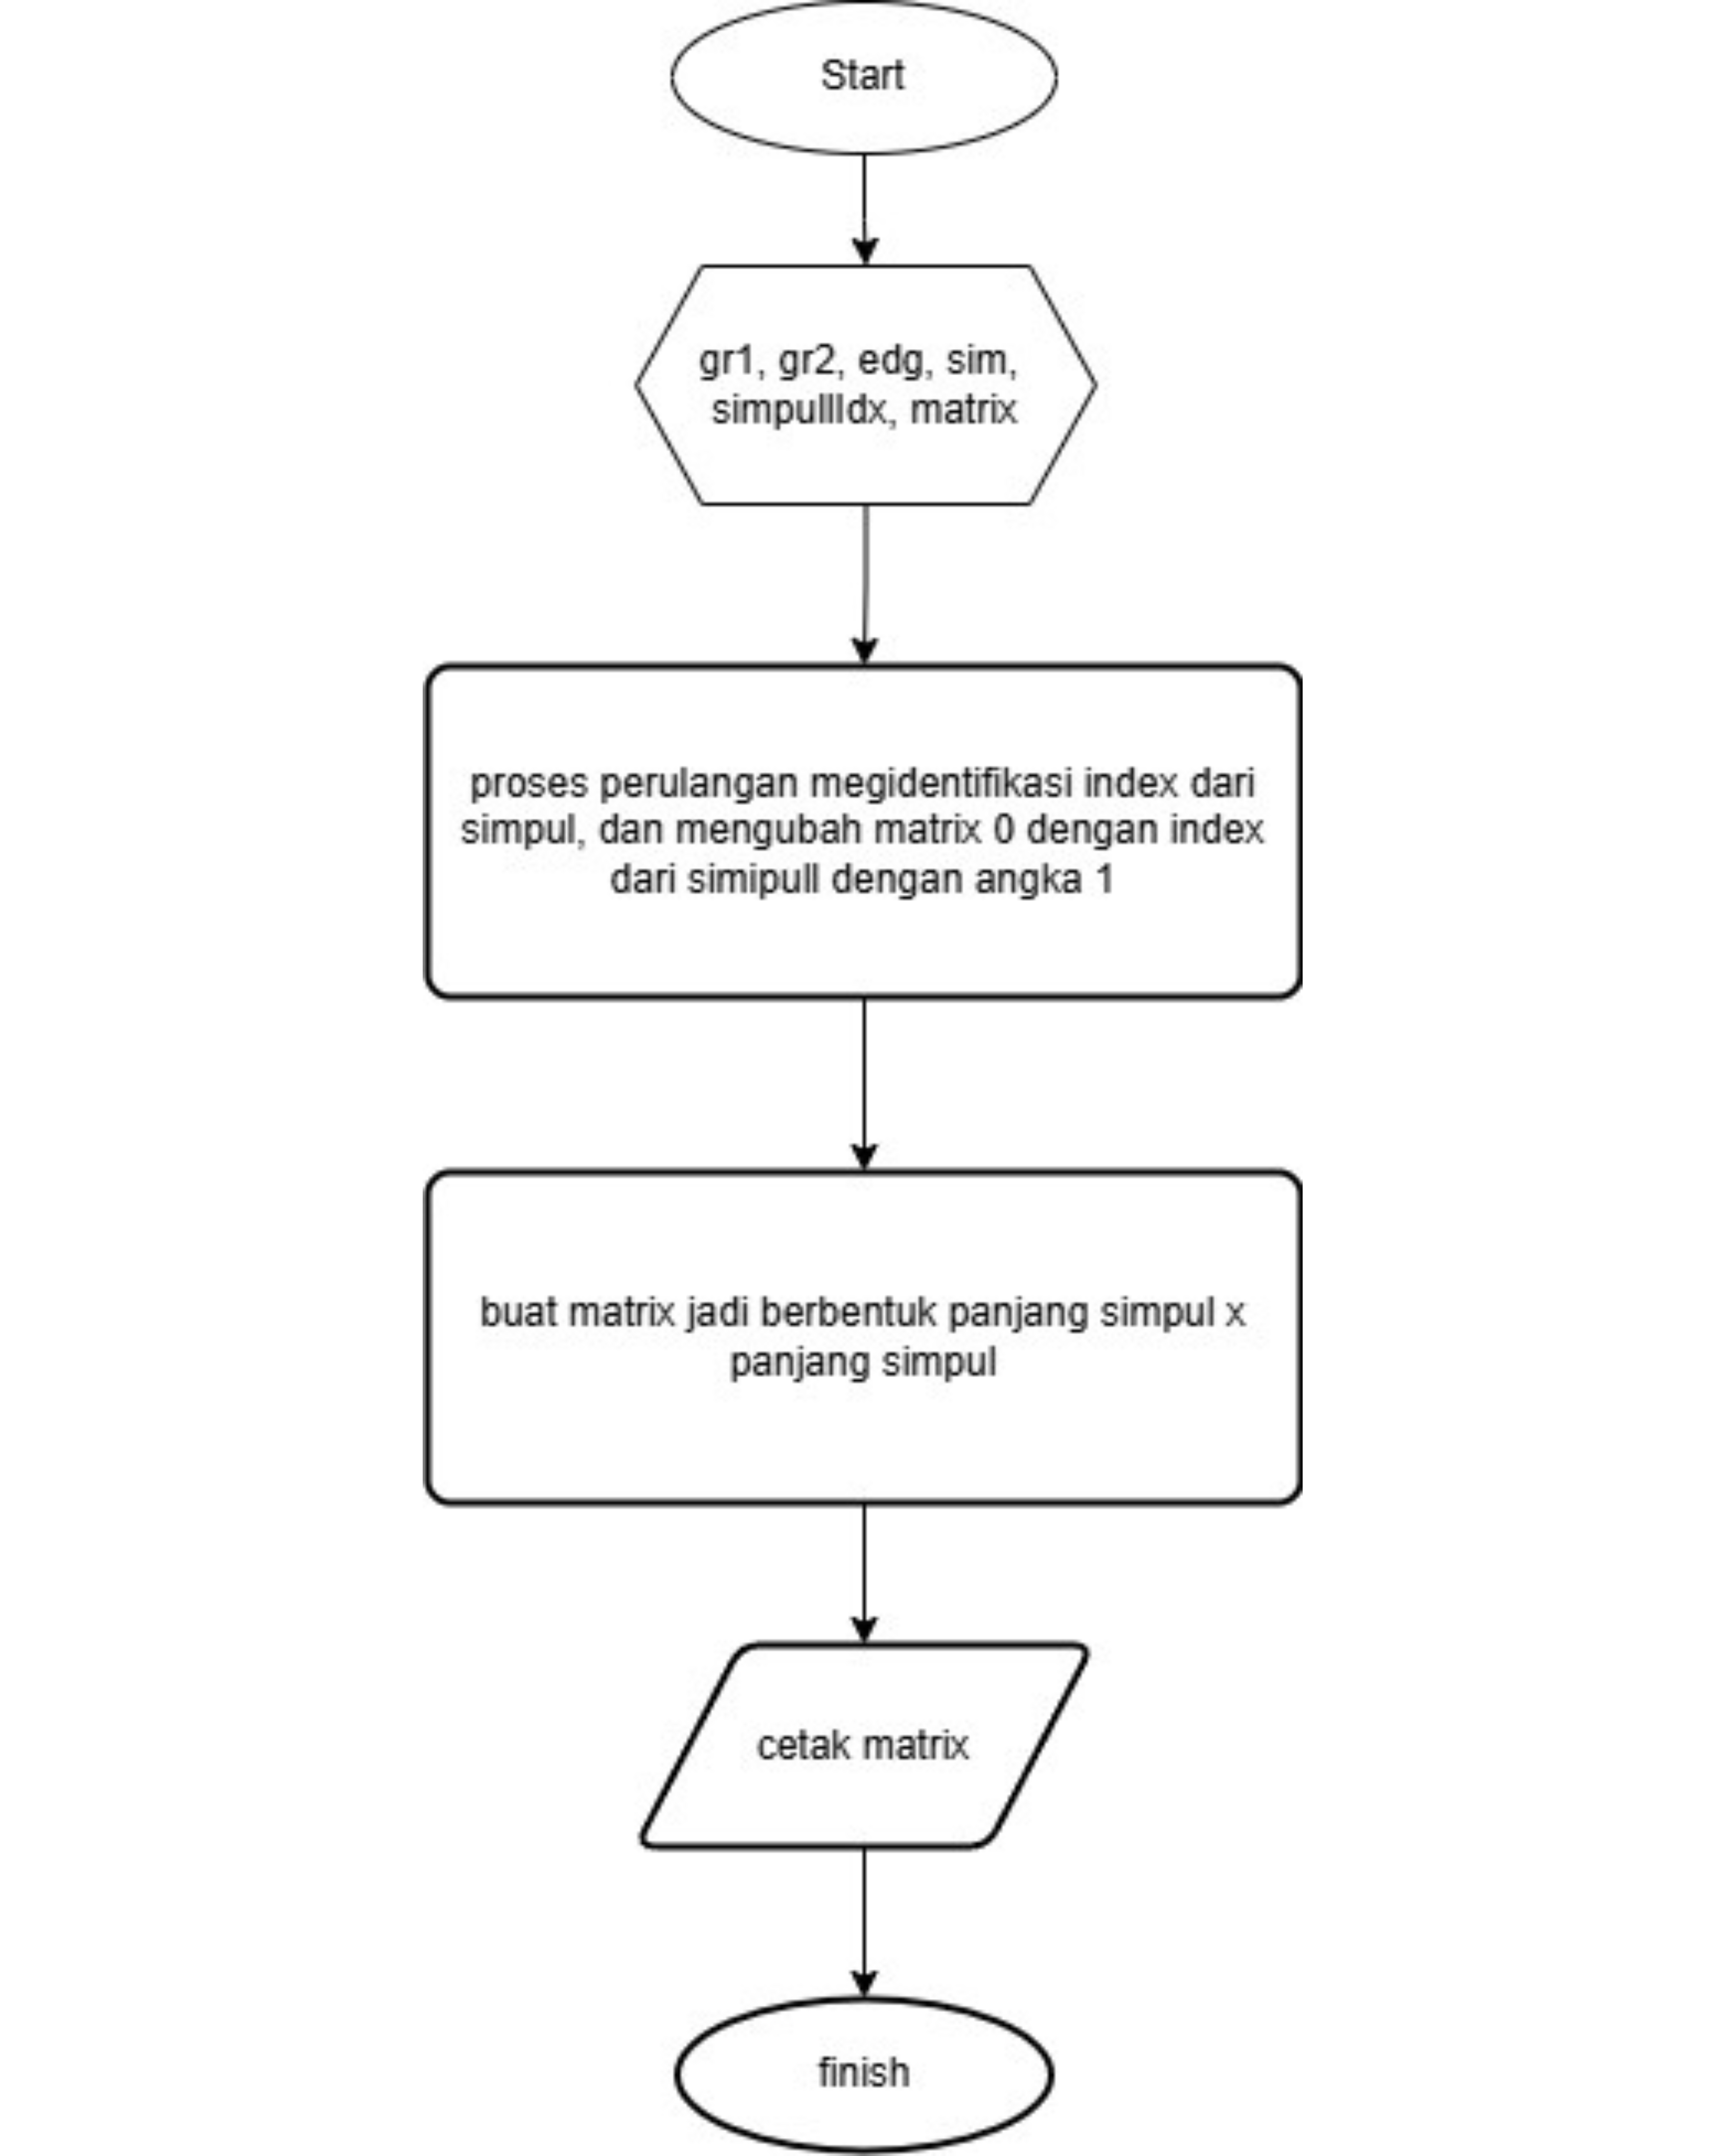 Start
gr1, gr2, edg, sim,
simpullIdx, matrix
proses perulangan megidentifikasi index dari
simpul, dan mengubah matrix 0 dengan index
dari simipull dengan angka 1
buat matrix jadi berbentuk panjang simpul x
panjang simpul
cetak matrix
finish